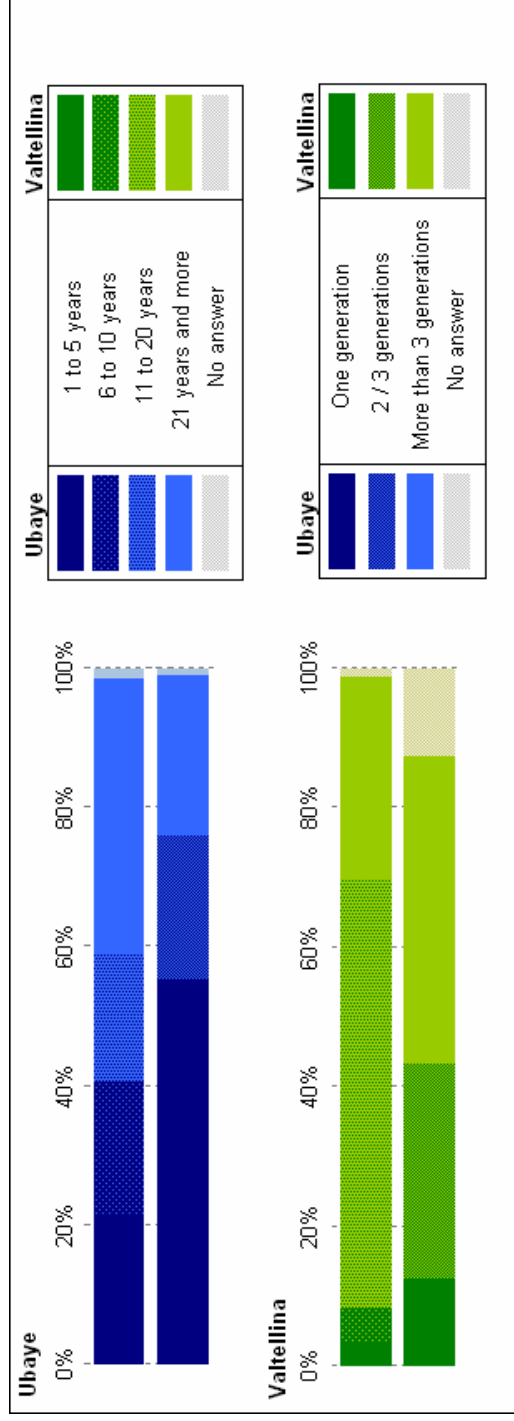 Ubaye
0% 20% 40% 60% 80% 100%
Valtellina
0% 20% 40% 60% 80% 100%
Ubaye Valtellina
1 to 5 years
6 to 10 years
11 to 20 years
21 years and more
No answer
Ubaye Valtellina
One generation
2 / 3 generations
More than 3 generations
No answer